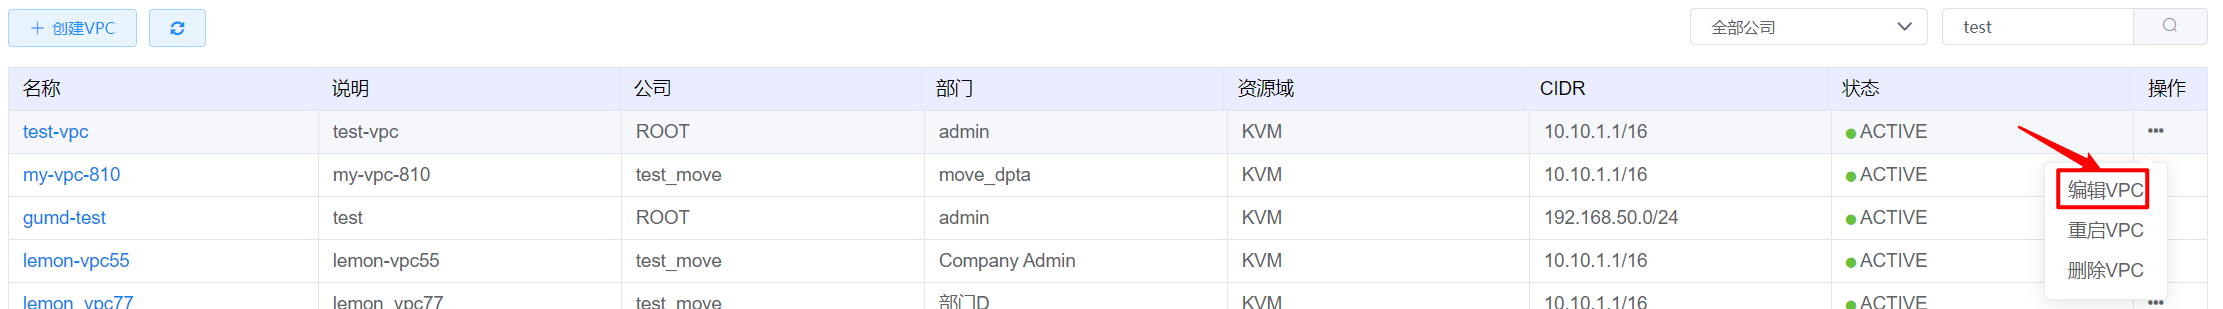 创建VPC 全部公司 test
名称 说明 公司 部门 资源域 CIDR 状态 操作
test-vpc test-vpc ROOT admin KVM 10.10.1.1/16 ACTIVE •••
my-vpc-810 my-vpc-810 test_move move_dpta KVM 10.10.1.1/16 ACTIVE
编辑VPC
gumd-test test ROOT admin KVM 192.168.50.0/24 ACTIVE
重启VPC
lemon-vpc55 lemon-vpc55 test_move Company Admin KVM 10.10.1.1/16 ACTIVE
删除VPC
lemon_vpc77 lemon_vpc77 test_move 部门D KVM 10.10.1.1/16 ACTIVE •••